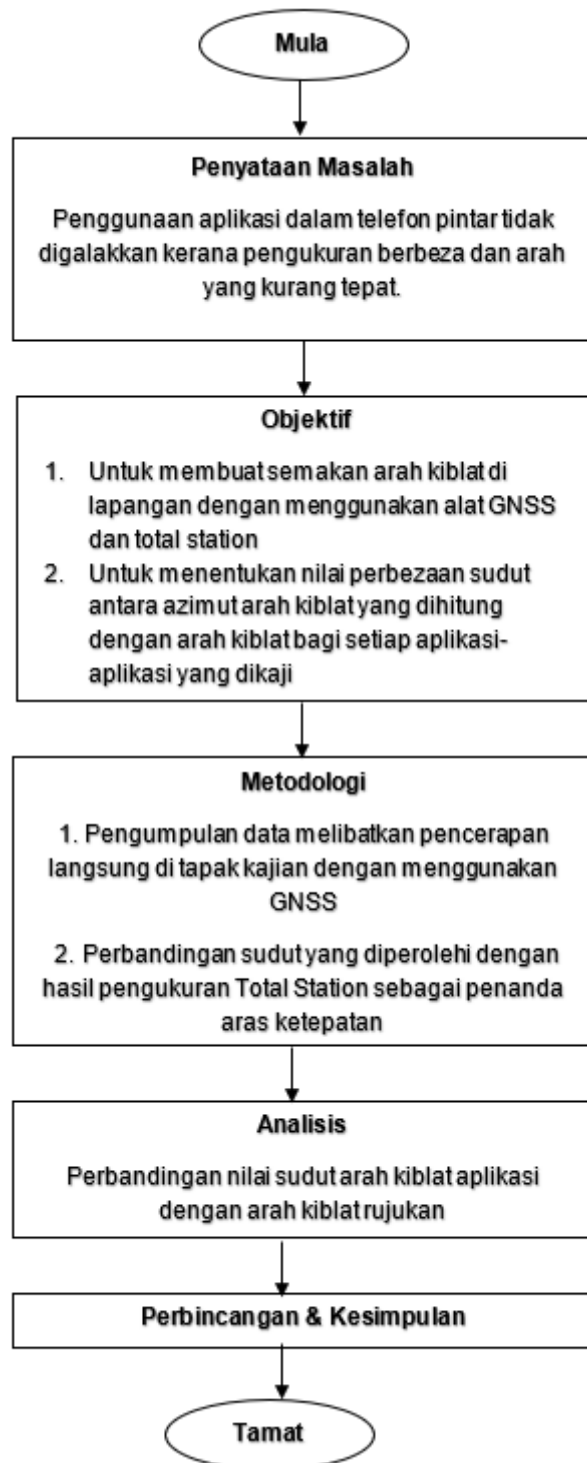 Mula
Penyataan Masalah
Penggunaan aplikasi dalam telefon pintar tidak
digalakkan kerana pengukuran berbeza dan arah
yang kurang tepat.
Objektif
1. Untuk membuat semakan arah kiblat di
lapangan dengan menggunakan alat GNSS
dan total station
2. Untuk menentukan nilai perbezaan sudut
antara azimut arah kiblat yang dihitung
dengan arah kiblat bagi setiap aplikasi-
aplikasi yang dikaji
Metodologi
1. Pengumpulan data melibatkan pencerapan
langsung di tapak kajian dengan menggunakan
GNSS
2. Perbandingan sudut yang diperolehi dengan
hasil pengukuran Total Station sebagai penanda
aras ketepatan
Analisis
Perbandingan nilai sudut arah kiblat aplikasi
dengan arah kiblat rujukan
Perbincangan & Kesimpulan
Tamat